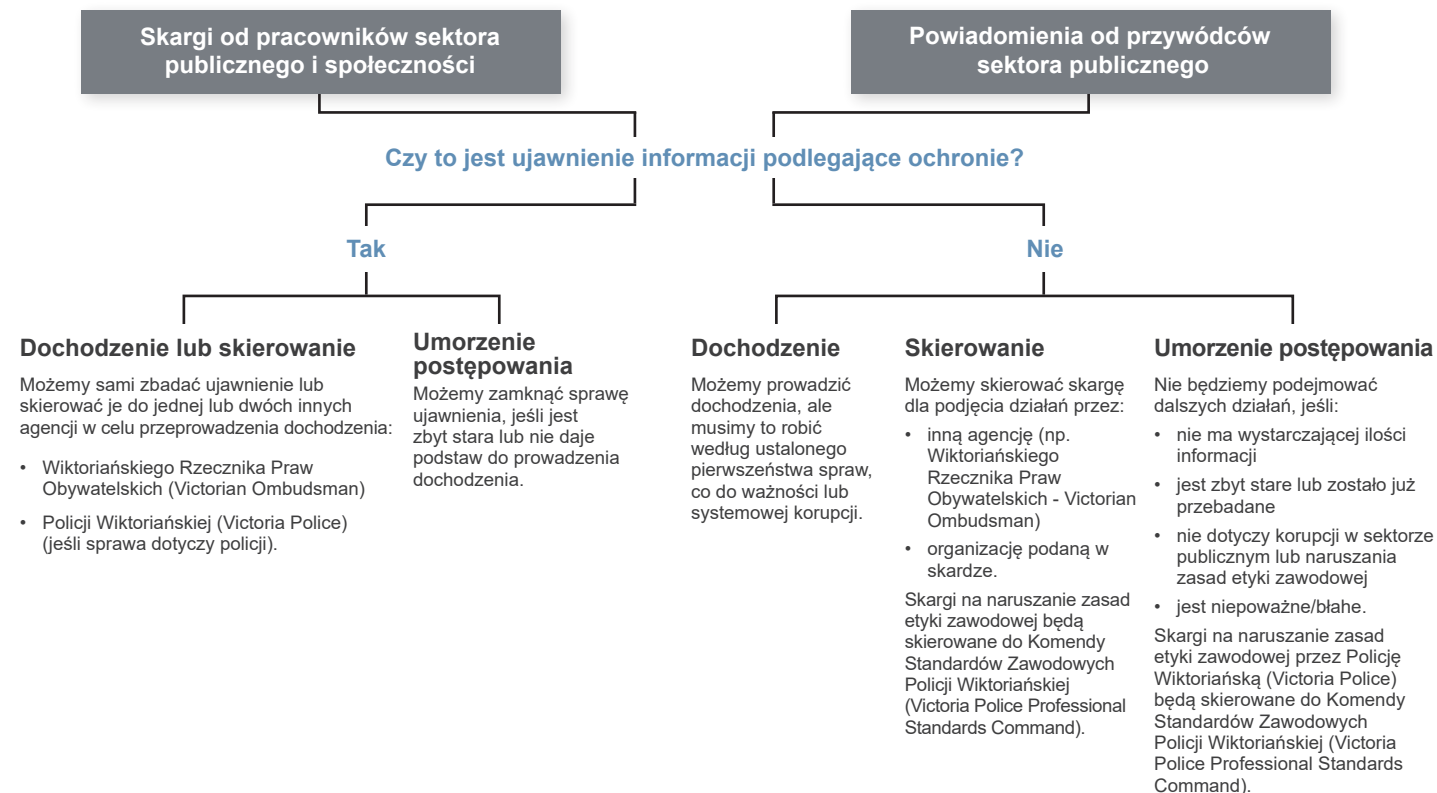 Skargi od pracowników sektora
publicznego i społeczności
Powiadomienia od przywódców
sektora publicznego
Czy to jest ujawnienie informacji podlegające ochronie?
Tak
Nie
Dochodzenie lub skierowanie
Możemy sami zbadać ujawnienie lub
skierować je do jednej lub dwóch innych
agencji w celu przeprowadzenia dochodzenia:
• Wiktoriańskiego Rzecznika Praw
Obywatelskich (Victorian Ombudsman)
• Policji Wiktoriańskiej (Victoria Police)
(jeśli sprawa dotyczy policji).
Umorzenie
postępowania
Możemy zamknąć sprawę
ujawnienia, jeśli jest
zbyt stara lub nie daje
podstaw do prowadzenia
dochodzenia.
Dochodzenie
Możemy prowadzić
dochodzenia, ale
musimy to robić
według ustalonego
pierwszeństwa spraw,
co do ważności lub
systemowej korupcji.
Skierowanie
Możemy skierować skargę
dla podjęcia działań przez:
• inną agencję (np.
Wiktoriańskiego
Rzecznika Praw
Obywatelskich - Victorian
Ombudsman)
• organizację podaną w
skardze.
Skargi na naruszanie zasad
etyki zawodowej będą
skierowane do Komendy
Standardów Zawodowych
Policji Wiktoriańskiej
(Victoria Police Professional
Standards Command).
Umorzenie postępowania
Nie będziemy podejmować
dalszych działań, jeśli:
• nie ma wystarczającej ilości
informacji
• jest zbyt stare lub zostało już
przebadane
• nie dotyczy korupcji w sektorze
publicznym lub naruszania
zasad etyki zawodowej
• jest niepoważne/błahe.
Skargi na naruszanie zasad
etyki zawodowej przez Policję
Wiktoriańską (Victoria Police)
będą skierowane do Komendy
Standardów Zawodowych
Policji Wiktoriańskiej (Victoria
Police Professional Standards
Command).